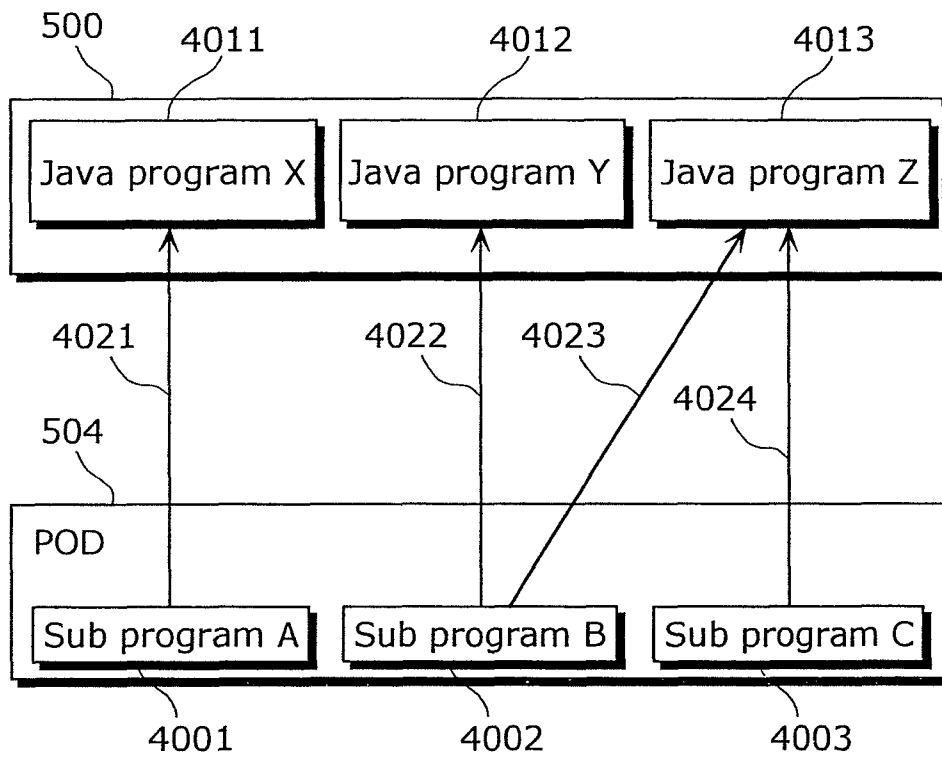 500
4011
4012
4013
Java program X
Java program Y
Java program Z
4021
4022
4023
4024
504
POD
Sub program A
Sub program B
Sub program C
4001
4002
4003